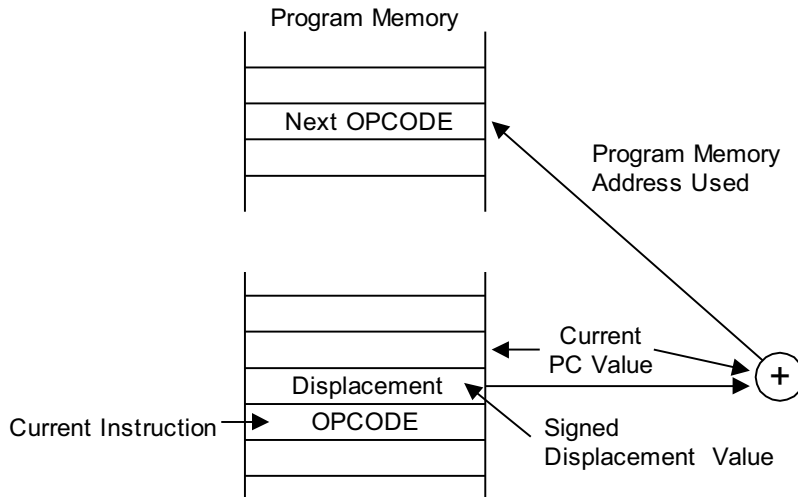 Program Memory
Next OPCODE
Program Memory
Address Used
Current
PC Value
+
Displacement
OPCODE
Current Instruction
Signed
Displacement Value